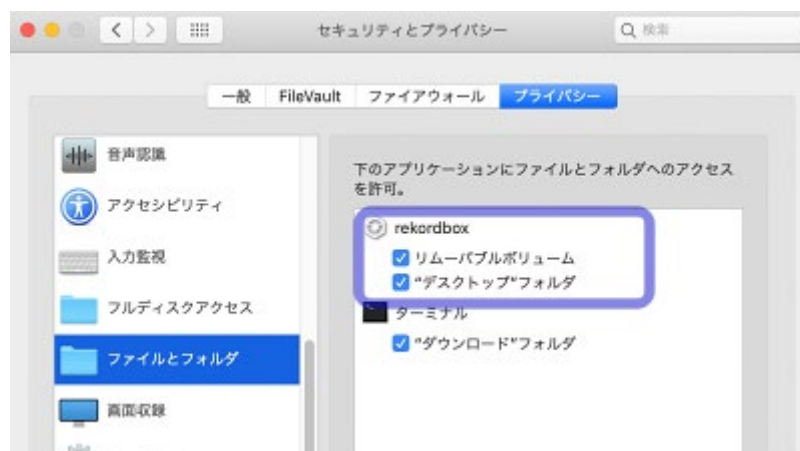 セキュリティとプライバシー
検索
一般 FileVault ファイアウォール プライバシー
音声認識
アクセシビリティ
入力監視
フルディスクアクセス
ファイルとフォルダ
画面収録
下のアプリケーションにファイルとフォルダへのアクセス
を許可。
rekordbox
リムーバブルボリューム
"デスクトップ"フォルダ
ターミナル
"ダウンロード"フォルダ